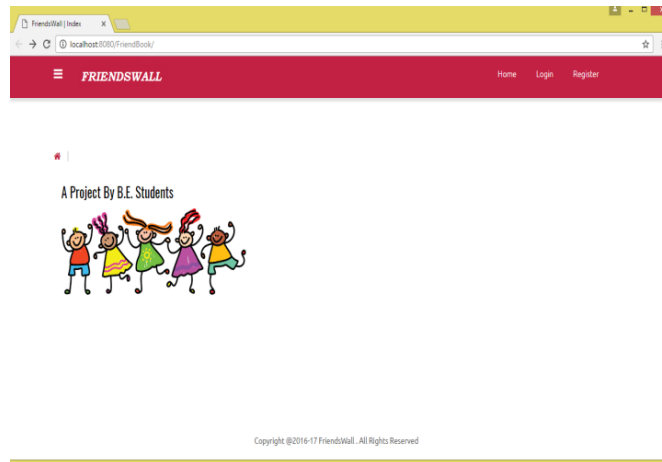 FriendsWall | Index
localhost:8080/FriendBook/
FRIENDSWALL
Home Login Register
A Project By B.E. Students
Copyright @2016-17 FriendsWall . All Rights Reserved